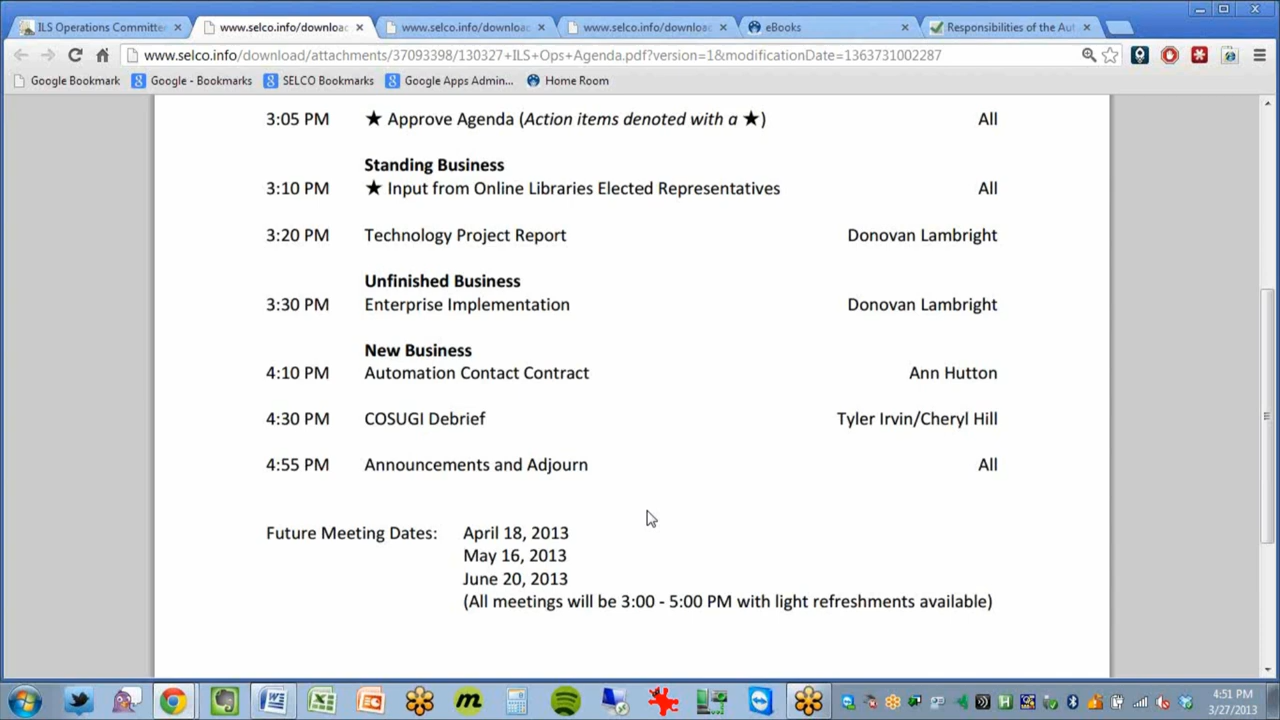 ILS Operations Committe
www.selco.info/downloac
www.selco.info/downloac
www.selco.info/downloac
eBooks
Responsibilities of the Aut
www.selco.info/download/attachments/37093398/130327+ILS+Ops+Agenda.pdf?version=1&modificationDate=1363731002287
Google Bookmark
Google - Bookmarks
SELCO Bookmarks
Google Apps Admin...
Home Room
3:05 PM ★ Approve Agenda (Action items denoted with a ★) All
Standing Business
3:10 PM ★ Input from Online Libraries Elected Representatives All
3:20 PM Technology Project Report Donovan Lambright
Unfinished Business
3:30 PM Enterprise Implementation Donovan Lambright
New Business
4:10 PM Automation Contact Contract Ann Hutton
4:30 PM COSUGI Debrief Tyler Irvin/Cheryl Hill
4:55 PM Announcements and Adjourn All
Future Meeting Dates: April 18, 2013
May 16, 2013
June 20, 2013
(All meetings will be 3:00 - 5:00 PM with light refreshments available)
4:51 PM
3/27/2013